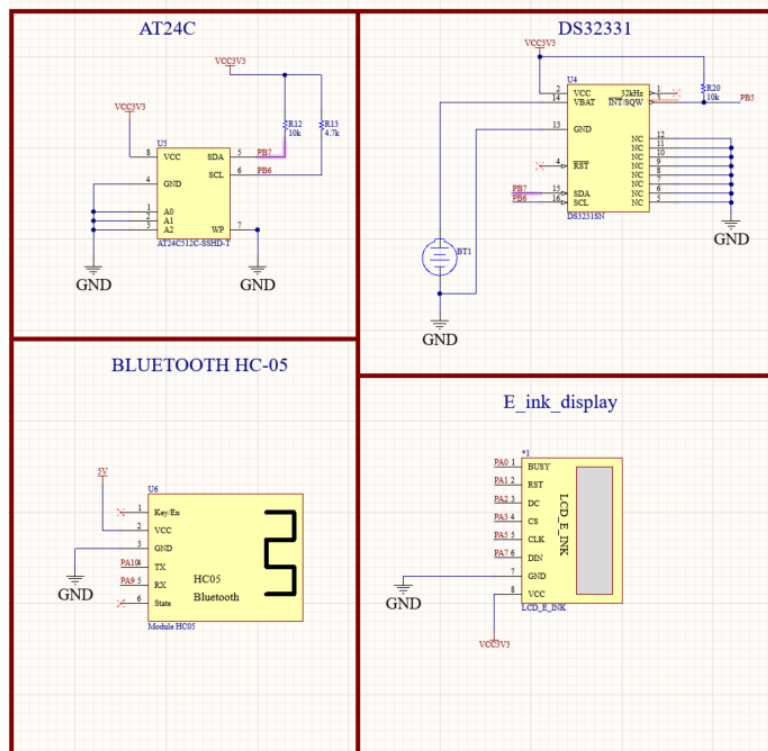 AT24C
VCC3V3
VCC3V3
R12
10k
R13
4.7k
U5
8 VCC SDA 5 PB7
SCL 6 PB6
4 GND
1 A0
2 A1
3 A2 WP 7
AT24C512C-SSHD-T
GND GND
DS32331
VCC3V3
U4
R20
10k
2 VCC 32kHz 1
14 VBAT INT/SQW 3 PB5
13 GND
NC 12
NC 11
NC 10
4 RST NC 9
NC 8
NC 7
PB7 15 SDA NC 6
PB6 16 SCL NC 5
DS3231SN
GND
BT1
GND
BLUETOOTH HC-05
5V
U6
1 Key/En
2 VCC
3 GND
PA10 4 TX
PA9 5 RX
6 State
HC05
Bluetooth
Module HC05
GND
E_ink_display
*1
PA0 1 BUSY
PA1 2 RST
PA2 3 DC
PA3 4 CS
PA5 5 CLK
PA7 6 DIN
7 GND
8 VCC
LCD_E_INK
LCD_E_INK
GND
VCC3V3